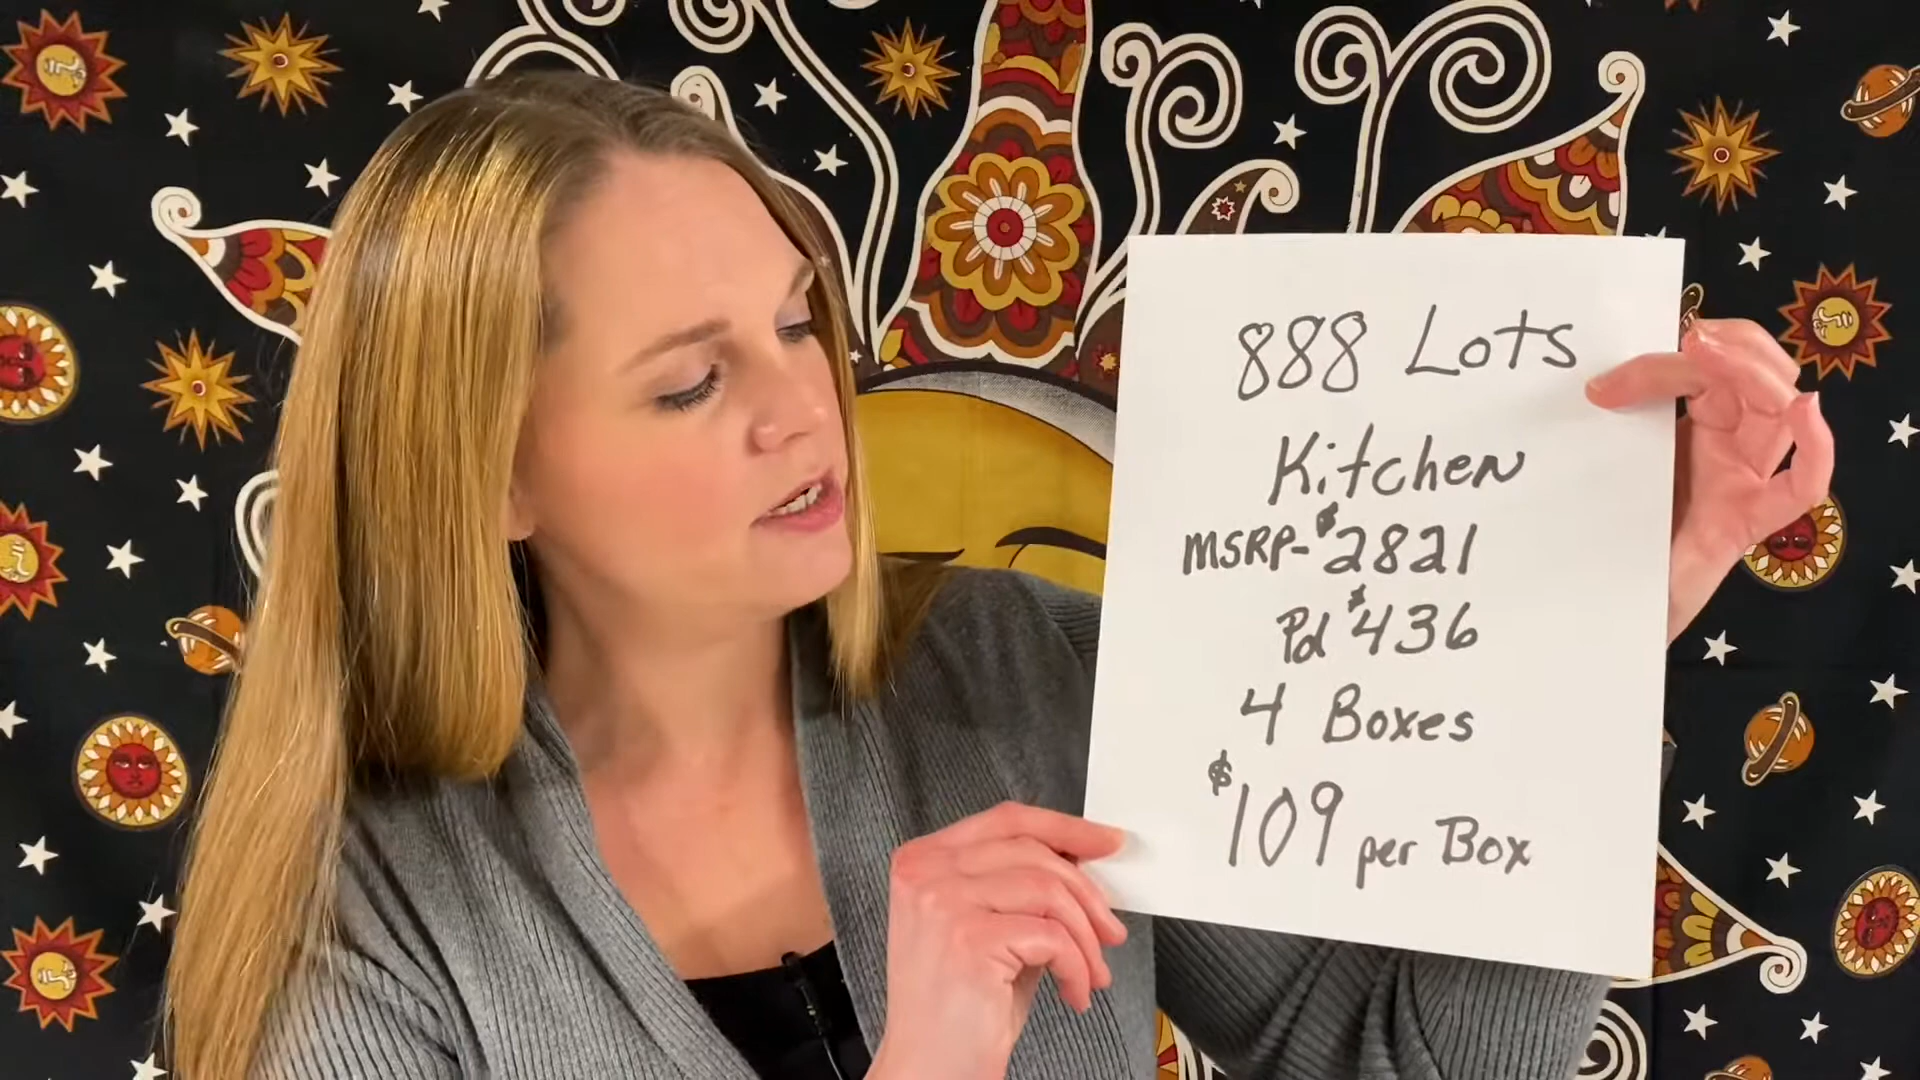 888 Lots
Kitchen
MSRP-$2821
Pd $436
4 Boxes
$109 per Box